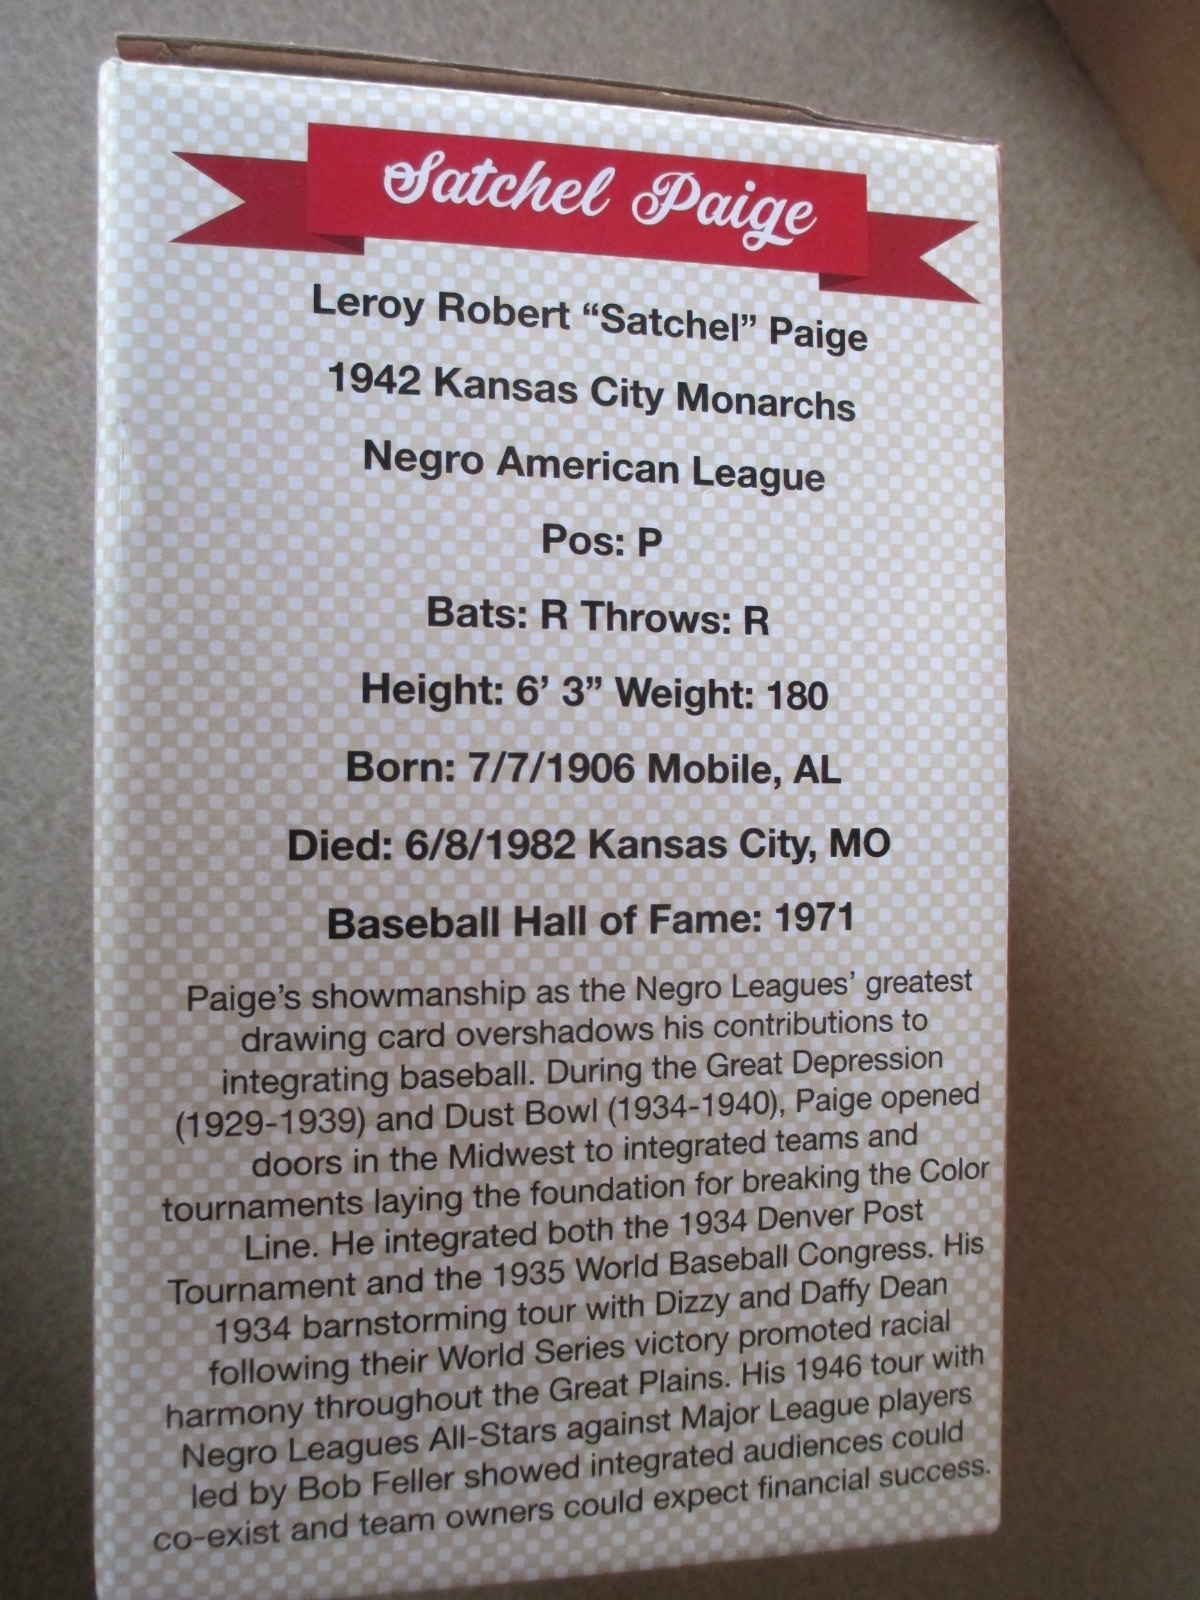 Satchel Paige
Leroy Robert “Satchel” Paige
1942 Kansas City Monarchs
Negro American League
Pos: P
Bats: R Throws: R
Height: 6’ 3” Weight: 180
Born: 7/7/1906 Mobile, AL
Died: 6/8/1982 Kansas City, MO
Baseball Hall of Fame: 1971
Paige’s showmanship as the Negro Leagues’ greatest
drawing card overshadows his contributions to
integrating baseball. During the Great Depression
(1929-1939) and Dust Bowl (1934-1940), Paige opened
doors in the Midwest to integrated teams and
tournaments laying the foundation for breaking the Color
Line. He integrated both the 1934 Denver Post
Tournament and the 1935 World Baseball Congress. His
1934 barnstorming tour with Dizzy and Daffy Dean
following their World Series victory promoted racial
harmony throughout the Great Plains. His 1946 tour with
Negro Leagues All-Stars against Major League players
led by Bob Feller showed integrated audiences could
co-exist and team owners could expect financial success.